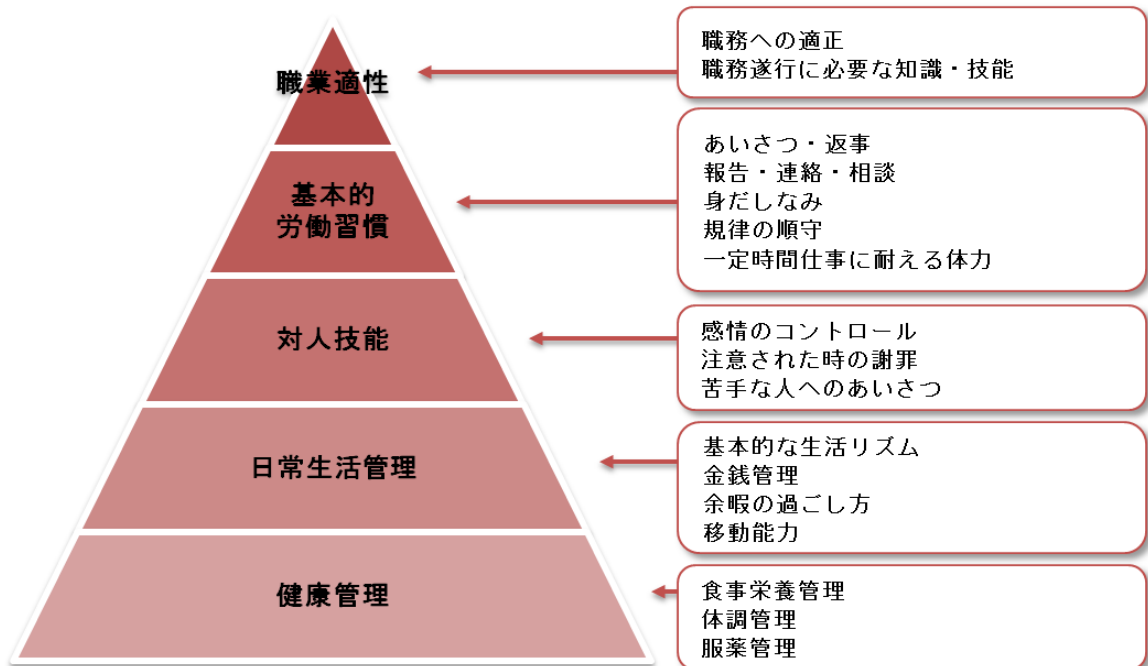 職業適性
職務への適正
職務遂行に必要な知識・技能
基本的
労働習慣
あいさつ・返事
報告・連絡・相談
身だしなみ
規律の順守
一定時間仕事に耐える体力
対人技能
感情のコントロール
注意された時の謝罪
苦手な人へのあいさつ
日常生活管理
基本的な生活リズム
金銭管理
余暇の過ごし方
移動能力
健康管理
食事栄養管理
体調管理
服薬管理